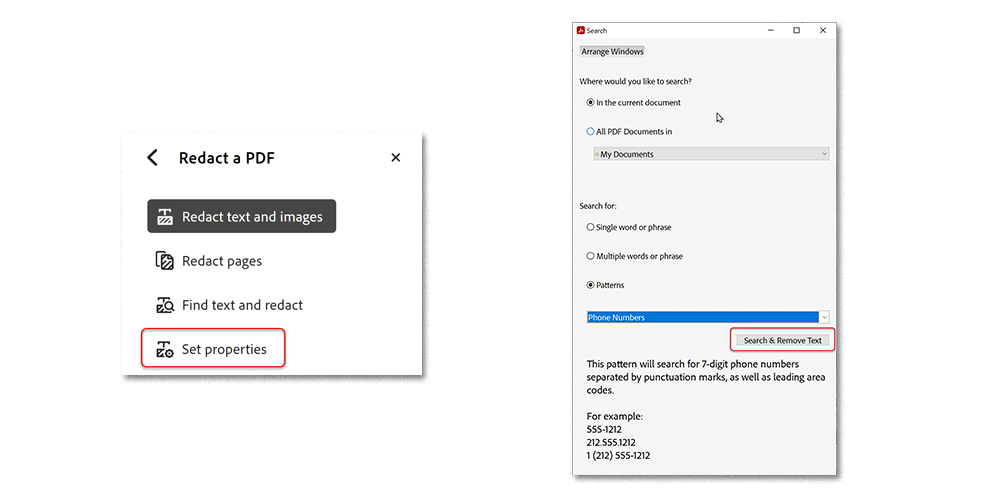 Redact a PDF
Redact text and images
Redact pages
Find text and redact
Set properties
Search
Arrange Windows
Where would you like to search?
In the current document
All PDF Documents in
My Documents
Search for:
Single word or phrase
Multiple words or phrase
Patterns
Phone Numbers
Search & Remove Text
This pattern will search for 7-digit phone numbers
separated by punctuation marks, as well as leading area
codes.
For example:
555-1212
212.555.1212
1 (212) 555-1212